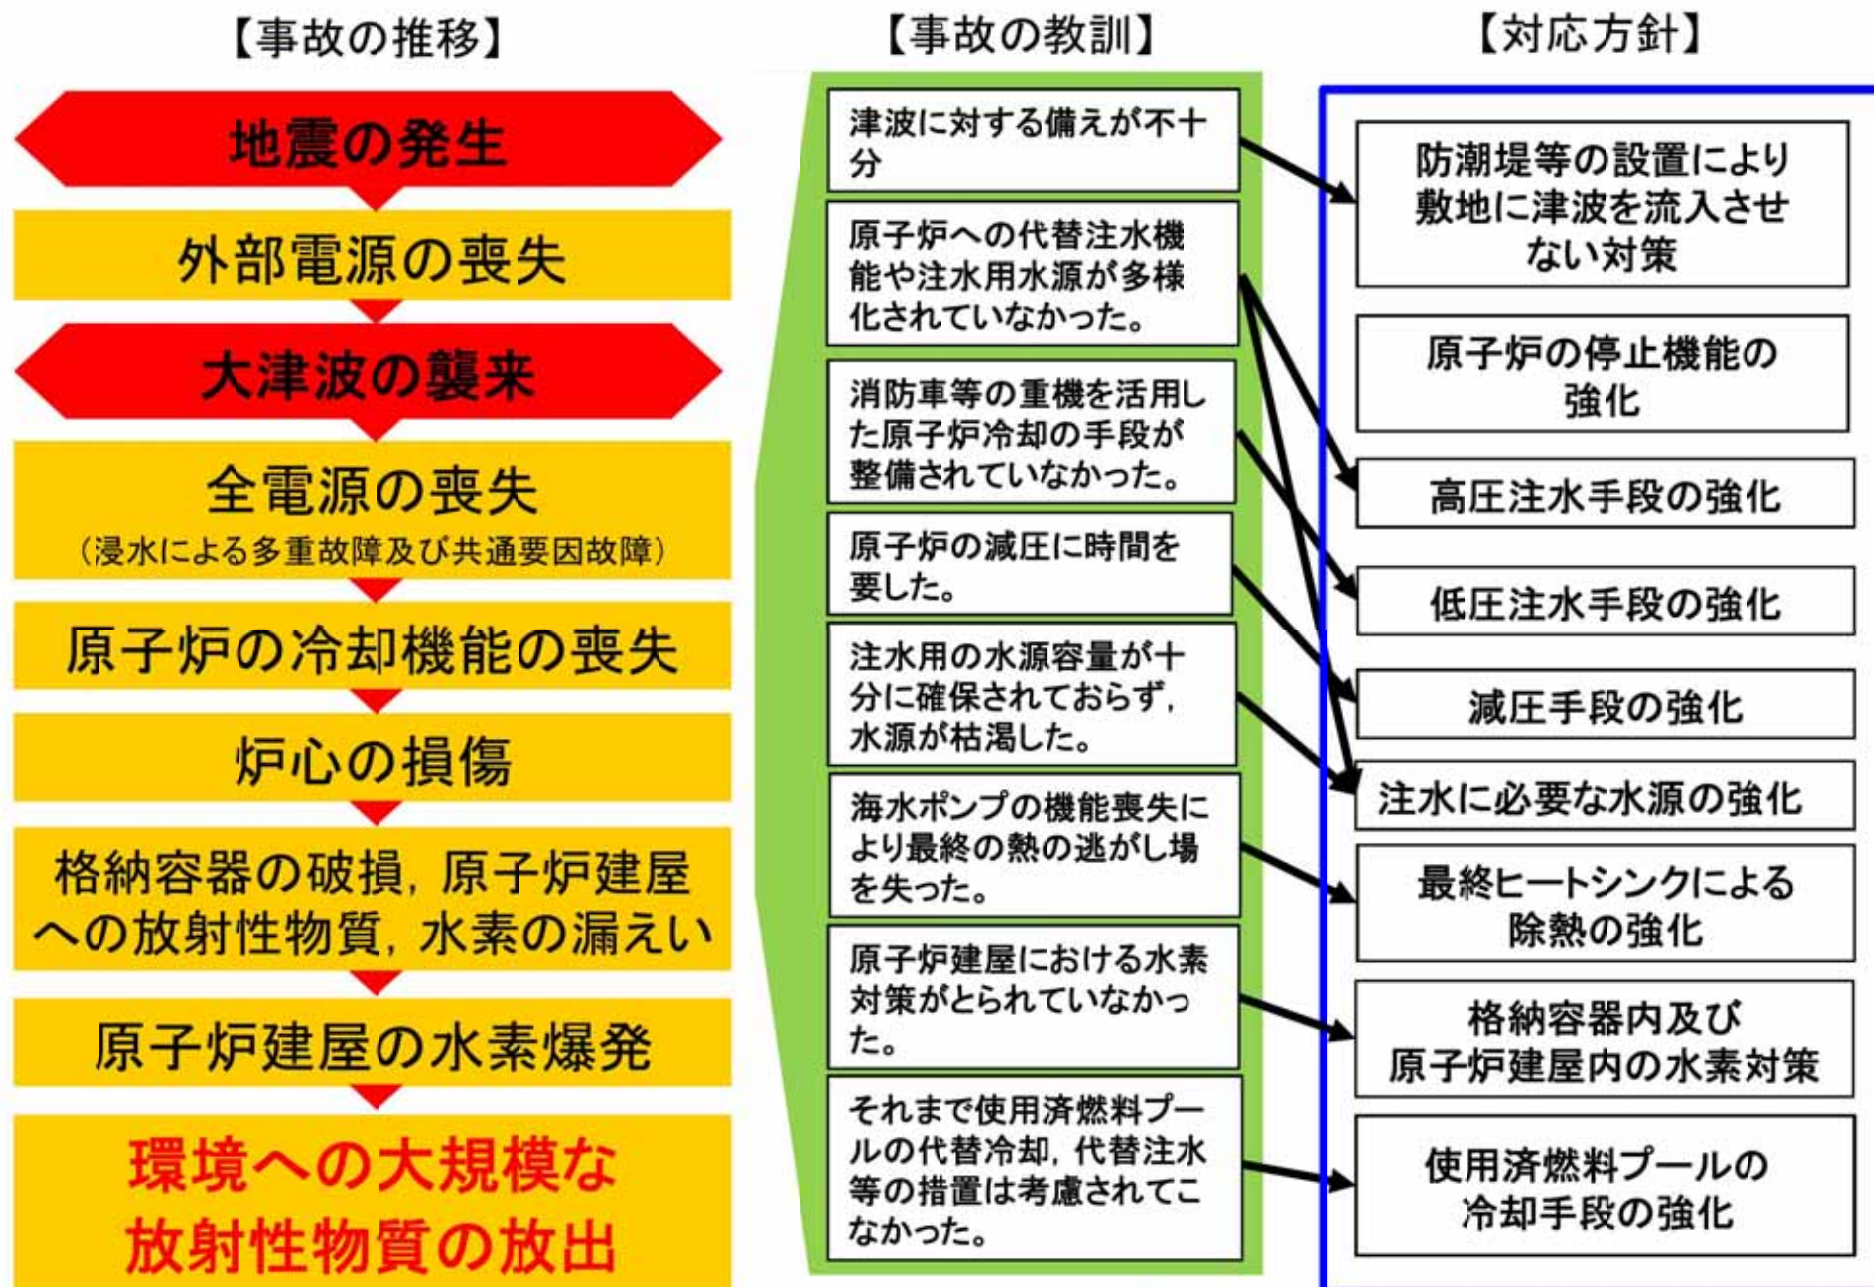 【事故の推移】
地震の発生
外部電源の喪失
大津波の襲来
全電源の喪失
（浸水による多重故障及び共通要因故障）
原子炉の冷却機能の喪失
炉心の損傷
格納容器の破損，原子炉建屋
への放射性物質，水素の漏えい
原子炉建屋の水素爆発
環境への大規模な
放射性物質の放出
【事故の教訓】
津波に対する備えが不十
分
原子炉への代替注水機
能や注水用水源が多様
化されていなかった。
消防車等の重機を活用し
た原子炉冷却の手段が
整備されていなかった。
原子炉の減圧に時間を
要した。
注水用の水源容量が十
分に確保されておらず，
水源が枯渇した。
海水ポンプの機能喪失に
より最終の熱の逃がし場
を失った。
原子炉建屋における水素
対策がとられていなかっ
た。
それまで使用済燃料プー
ルの代替冷却，代替注水
等の措置は考慮されてこ
なかった。
【対応方針】
防潮堤等の設置により
敷地に津波を流入させ
ない対策
原子炉の停止機能の
強化
高圧注水手段の強化
低圧注水手段の強化
減圧手段の強化
注水に必要な水源の強化
最終ヒートシンクによる
除熱の強化
格納容器内及び
原子炉建屋内の水素対策
使用済燃料プールの
冷却手段の強化